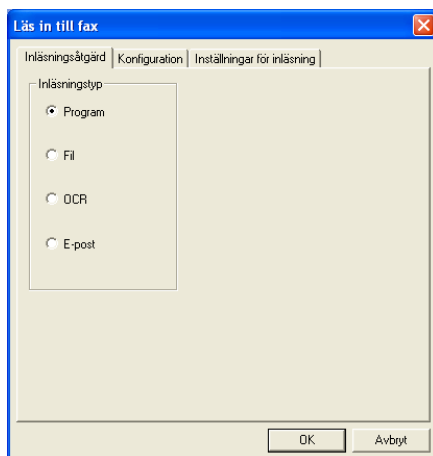 Läs in till fax
Inläsningsåtgärd Konfiguration Inställningar för inläsning
Inläsningstyp
Program
Fil
OCR
E-post
OK Avbryt